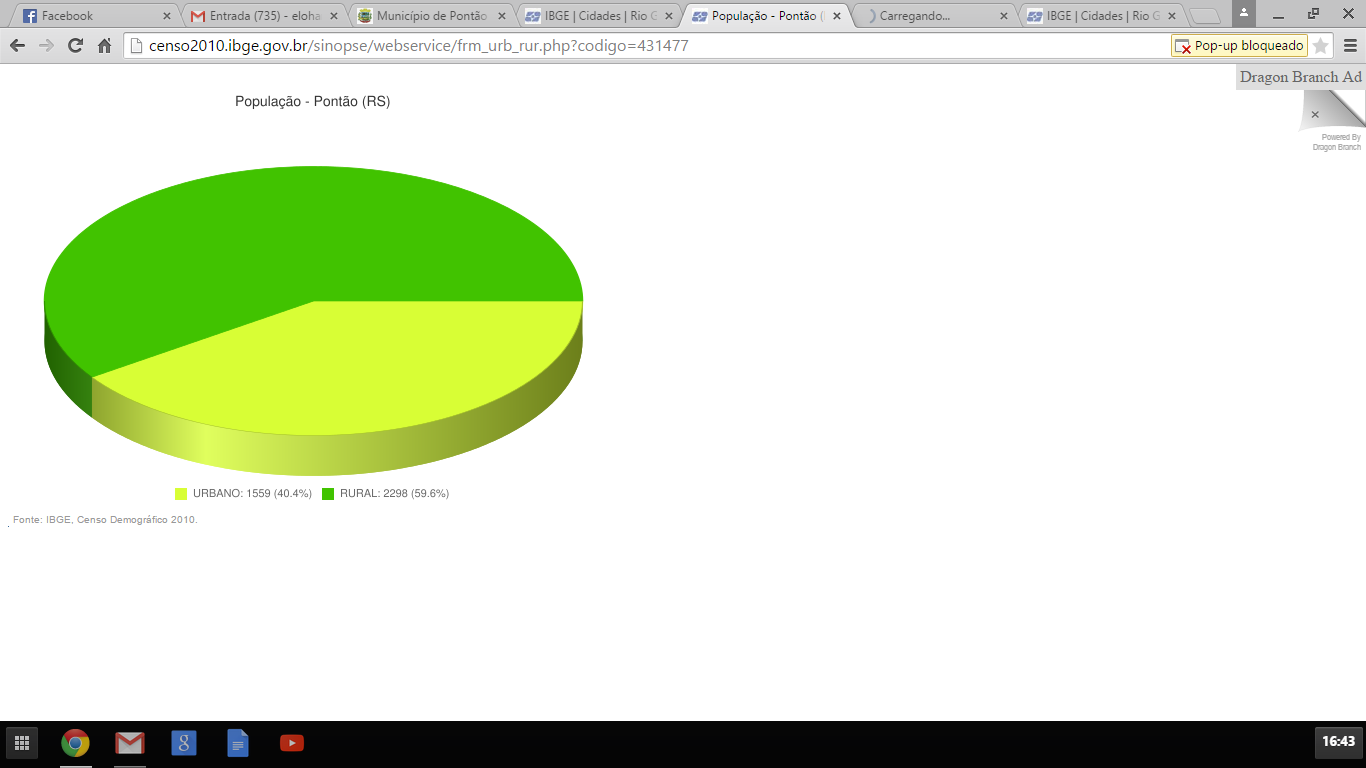 Facebook
Entrada (735) - eloha
Município de Pontão
IBGE | Cidades | Rio G
População - Pontão (
Carregando...
IBGE | Cidades | Rio G
censo2010.ibge.gov.br/sinopse/webservice/frm_urb_rur.php?codigo=431477
Pop-up bloqueado
Dragon Branch Ad
Powered By
Dragon Branch
População - Pontão (RS)
URBANO: 1559 (40.4%) RURAL: 2298 (59.6%)
Fonte: IBGE, Censo Demográfico 2010.
16:43